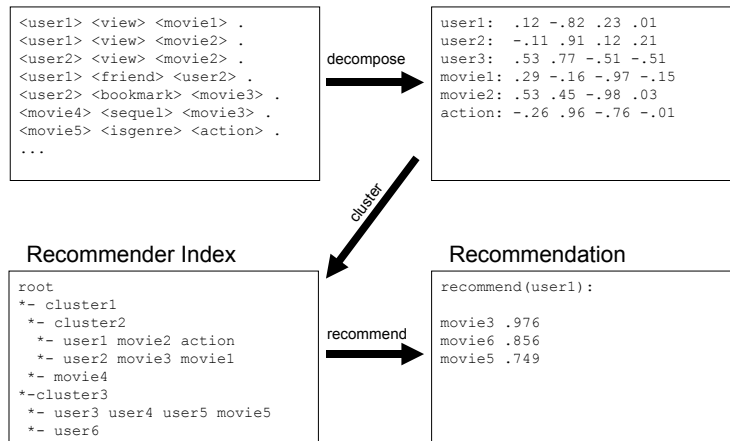 <user1> <view> <movie1> .
<user1> <view> <movie2> .
<user2> <view> <movie2> .
<user1> <friend> <user2> .
<user2> <bookmark> <movie3> .
<movie4> <sequel> <movie3> .
<movie5> <isgenre> <action> .
...
decompose
user1: .12 -.82 .23 .01
user2: -.11 .91 .12 .21
user3: .53 .77 -.51 -.51
movie1: .29 -.16 -.97 -.15
movie2: .53 .45 -.98 .03
action: -.26 .96 -.76 -.01
cluster
Recommender Index
root
*- cluster1
*- cluster2
*- user1 movie2 action
*- user2 movie3 movie1
*- movie4
*-cluster3
*- user3 user4 user5 movie5
*- user6
recommend
Recommendation
recommend(user1):
movie3 .976
movie6 .856
movie5 .749